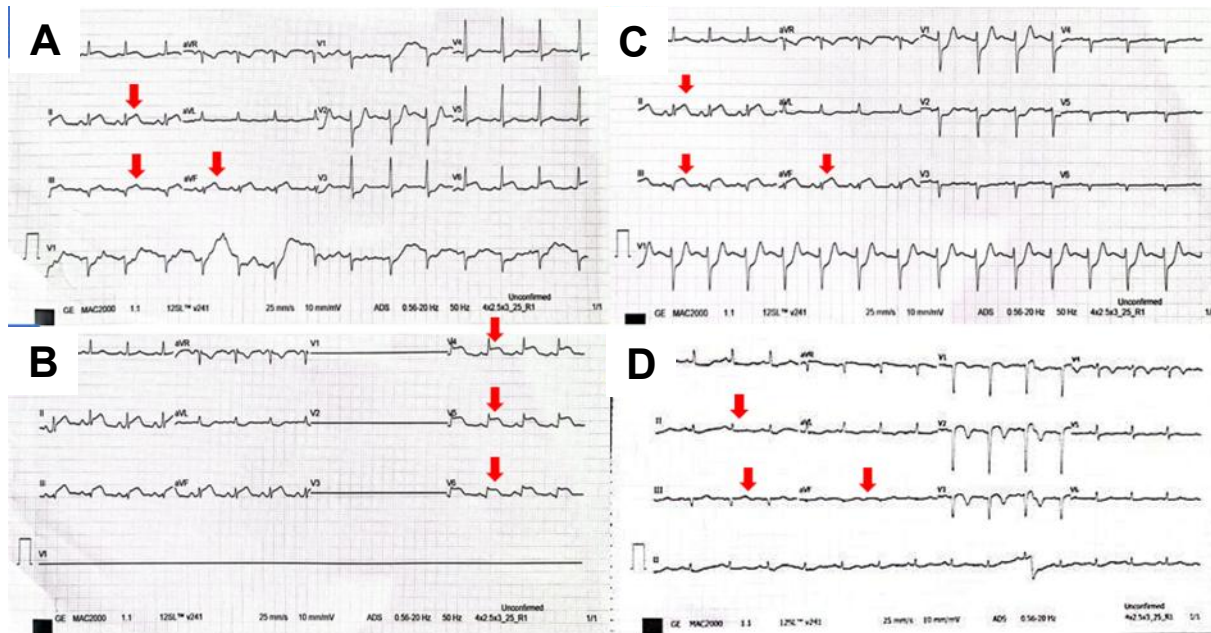 A
aVR V1 V4
II aVL V2 V5
III aVF V3 V6
V1
GE MAC2000 1.1 12SL™ v241 25 mm/s 10 mm/mV ADS 0.56-20 Hz 50 Hz 4x2.5x3_25_R1 1/1
Unconfirmed
C
aVR V1 V4
II aVL V2 V5
III aVF V3 V6
V1
GE MAC2000 1.1 12SL™ v241 25 mm/s 10 mm/mV ADS 0.56-20 Hz 50 Hz 4x2.5x3_25_R1
Unconfirmed
B
aVR V1 V4
II aVL V2 V5
III aVF V3 V6
GE MAC2000 1.1 12SL™ v241 25 mm/s 10 mm/mV ADS 0.56-20 Hz 50 Hz 4x2.5x3_25_R1 1/1
Unconfirmed
D
aVR V1 V4
II aVL V2 V5
III aVF V3 V6
II
GE MAC2000 1.1 12SL™ v241 25 mm/s 10 mm/mV ADS 0.56-20 Hz 50 Hz 4x2.5x3_25_R1 1/1
Unconfirmed